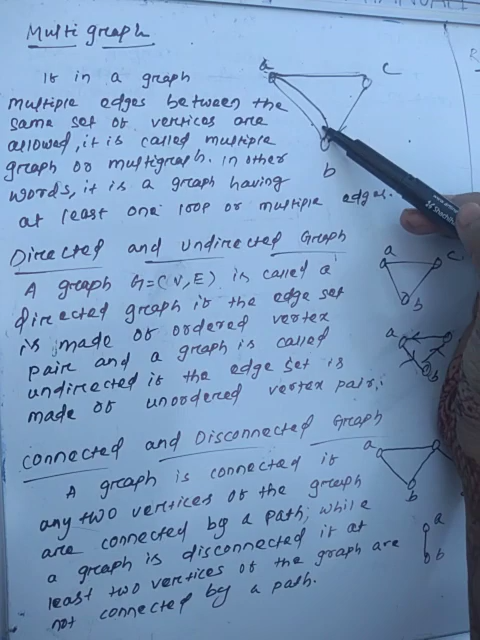 Multi graph
If in a graph
multiple edges between the
same set of vertices are
allowed, it is called multiple
graph or multigraph. in other
words, it is a graph having
at least one loop or multiple edges.
a
c
b
Directed and undirected Graph
A graph G=(V,E) is called a
directed graph if the edge set
is made of ordered vertex
pair and a graph is called
undirected if the edge set is
made of unordered vertex pair.
a
c
b
a
b
connected and Disconnected Graph
A graph is connected if
any two vertices of the graph
are connected by a path; while
a graph is disconnected if at
least two vertices of the graph are
not connected by a path.
a
b
a
b